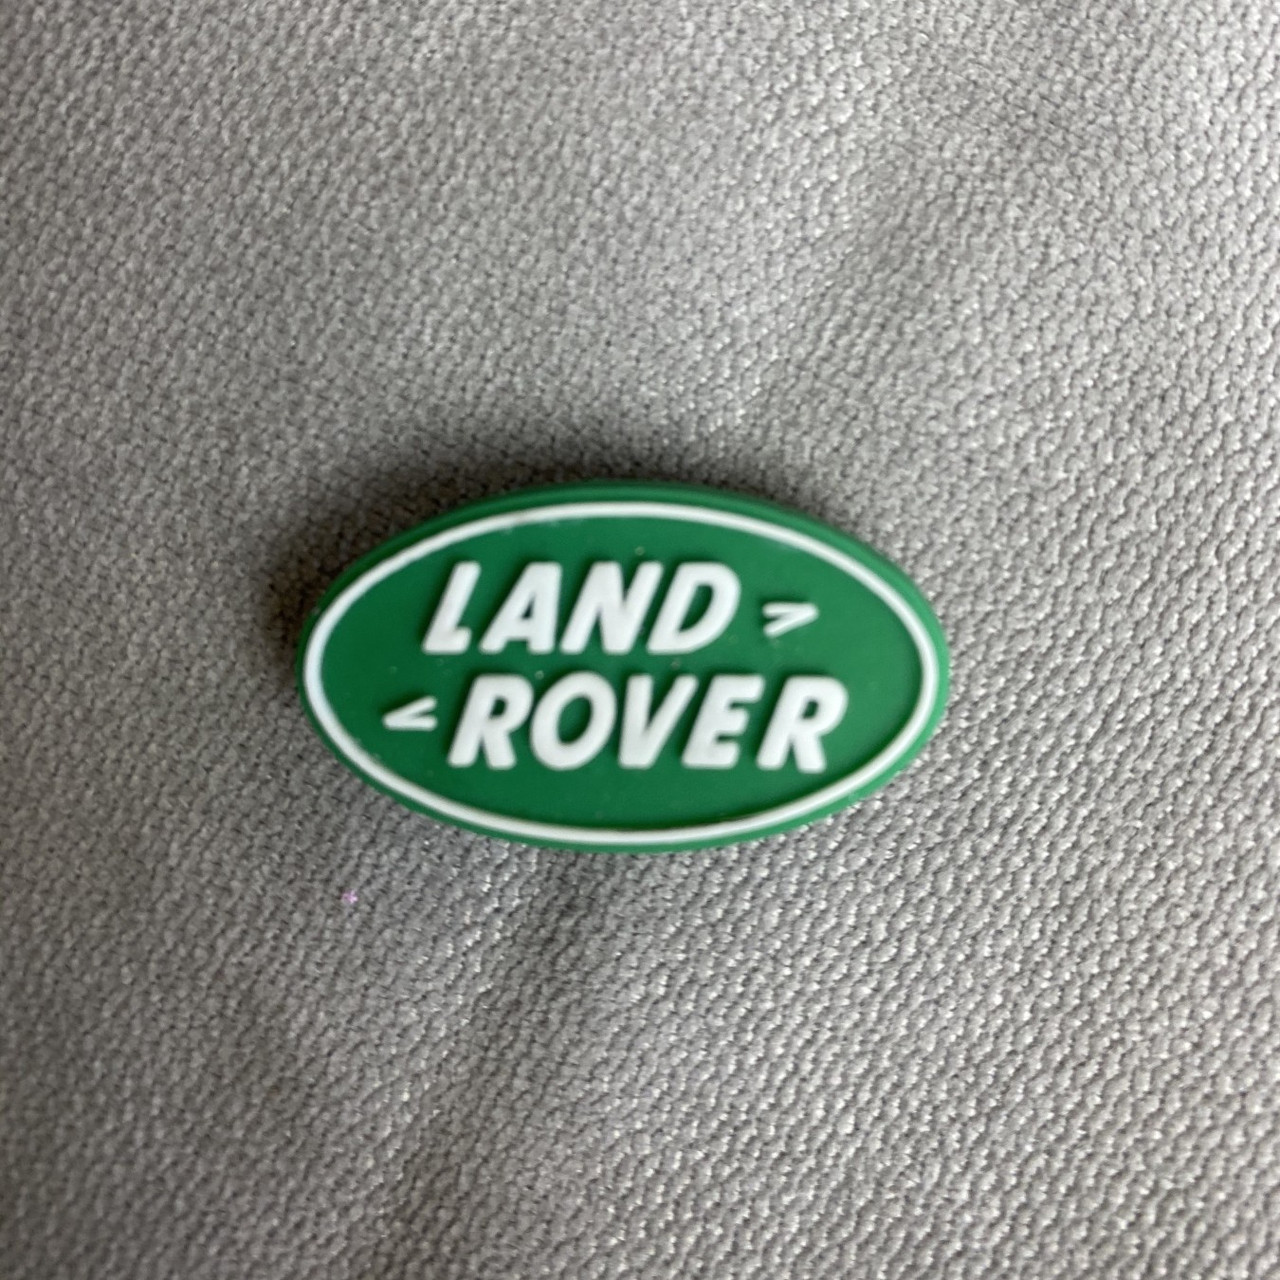 LAND >
< ROVER